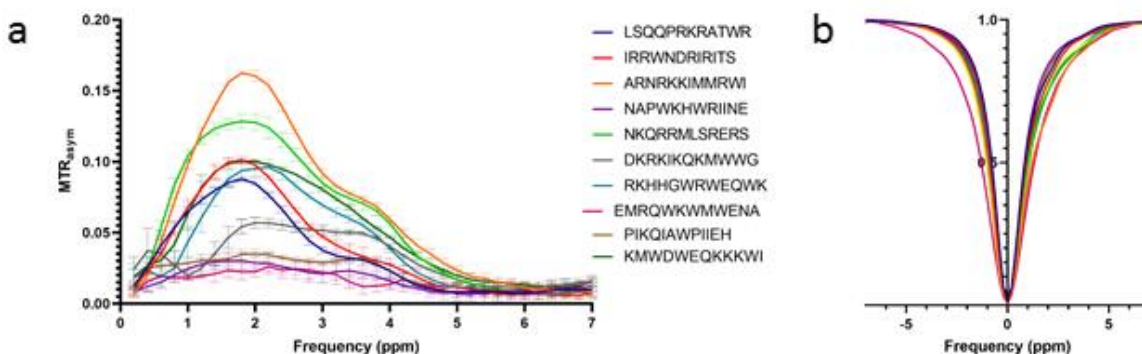 a
0.20
0.15
0.10
0.05
0.00
MTRasym
0 1 2 3 4 5 6 7
Frequency (ppm)
LSQQPRKRATWR
IRRWNDRIRITS
ARNRKKIMMRWI
NAPWKHWRIINE
NKQRRMLSRERS
DKRKIKQKMWWG
RKHHGWRWEQWK
EMRQWKWMWENA
PIKQIAWPIIEH
KMWDWEQKKKWI
b
1.0
-5 0 5
Frequency (ppm)